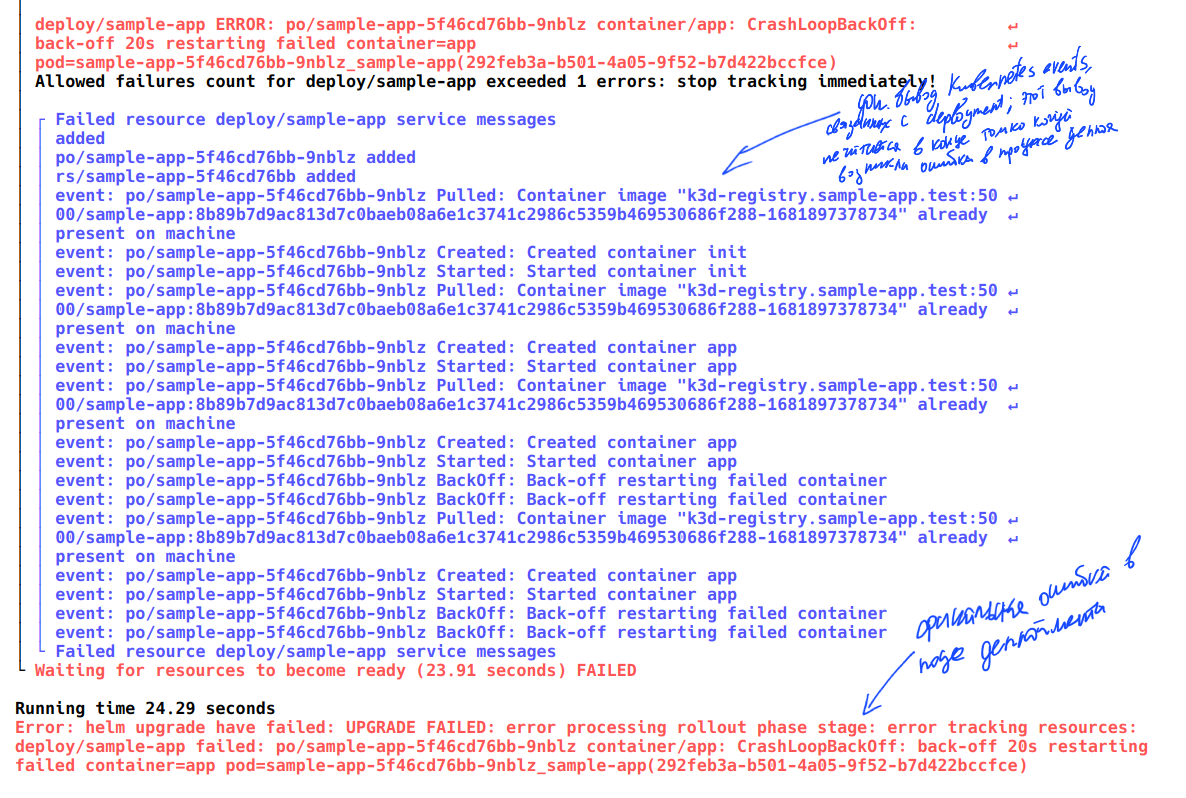 deploy/sample-app ERROR: po/sample-app-5f46cd76bb-9nblz container/app: CrashLoopBackOff: ↵
back-off 20s restarting failed container=app ↵
pod=sample-app-5f46cd76bb-9nblz_sample-app(292feb3a-b501-4a05-9f52-b7d422bccfce)
Allowed failures count for deploy/sample-app exceeded 1 errors: stop tracking immediately!
доп. вывод Kubernetes events,
связанных с deployment; этот вывод
печатается в конце только когда
возникла ошибка в процессе деплоя
┌ Failed resource deploy/sample-app service messages
│ added
│ po/sample-app-5f46cd76bb-9nblz added
│ rs/sample-app-5f46cd76bb added
│ event: po/sample-app-5f46cd76bb-9nblz Pulled: Container image "k3d-registry.sample-app.test:50 ↵
│ 00/sample-app:8b89b7d9ac813d7c0baeb08a6e1c3741c2986c5359b469530686f288-1681897378734" already ↵
│ present on machine
│ event: po/sample-app-5f46cd76bb-9nblz Created: Created container init
│ event: po/sample-app-5f46cd76bb-9nblz Started: Started container init
│ event: po/sample-app-5f46cd76bb-9nblz Pulled: Container image "k3d-registry.sample-app.test:50 ↵
│ 00/sample-app:8b89b7d9ac813d7c0baeb08a6e1c3741c2986c5359b469530686f288-1681897378734" already ↵
│ present on machine
│ event: po/sample-app-5f46cd76bb-9nblz Created: Created container app
│ event: po/sample-app-5f46cd76bb-9nblz Started: Started container app
│ event: po/sample-app-5f46cd76bb-9nblz Pulled: Container image "k3d-registry.sample-app.test:50 ↵
│ 00/sample-app:8b89b7d9ac813d7c0baeb08a6e1c3741c2986c5359b469530686f288-1681897378734" already ↵
│ present on machine
│ event: po/sample-app-5f46cd76bb-9nblz Created: Created container app
│ event: po/sample-app-5f46cd76bb-9nblz Started: Started container app
│ event: po/sample-app-5f46cd76bb-9nblz BackOff: Back-off restarting failed container
│ event: po/sample-app-5f46cd76bb-9nblz BackOff: Back-off restarting failed container
│ event: po/sample-app-5f46cd76bb-9nblz Pulled: Container image "k3d-registry.sample-app.test:50 ↵
│ 00/sample-app:8b89b7d9ac813d7c0baeb08a6e1c3741c2986c5359b469530686f288-1681897378734" already ↵
│ present on machine
│ event: po/sample-app-5f46cd76bb-9nblz Created: Created container app
│ event: po/sample-app-5f46cd76bb-9nblz Started: Started container app
│ event: po/sample-app-5f46cd76bb-9nblz BackOff: Back-off restarting failed container
│ event: po/sample-app-5f46cd76bb-9nblz BackOff: Back-off restarting failed container
└ Failed resource deploy/sample-app service messages
└ Waiting for resources to become ready (23.91 seconds) FAILED
ошибка в
поде деплоймента
Running time 24.29 seconds
Error: helm upgrade have failed: UPGRADE FAILED: error processing rollout phase stage: error tracking resources:
deploy/sample-app failed: po/sample-app-5f46cd76bb-9nblz container/app: CrashLoopBackOff: back-off 20s restarting
failed container=app pod=sample-app-5f46cd76bb-9nblz_sample-app(292feb3a-b501-4a05-9f52-b7d422bccfce)